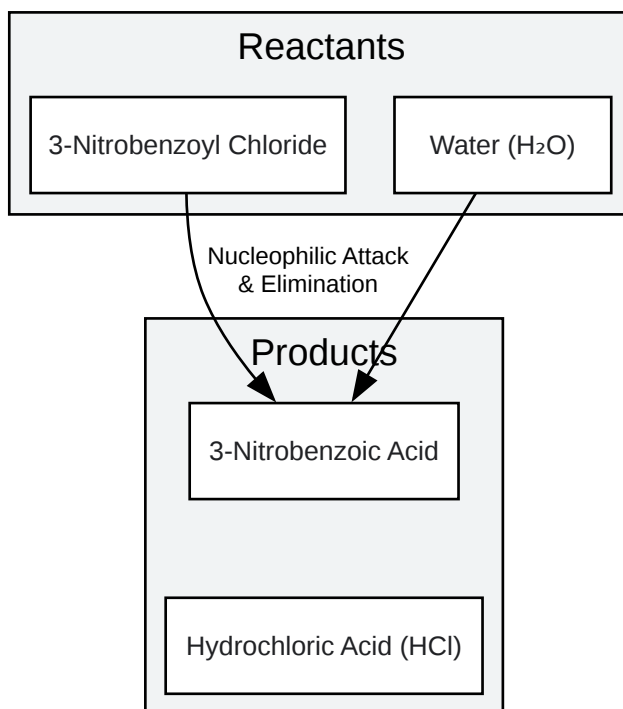 Reactants
3-Nitrobenzoyl Chloride
Water (H₂O)
Nucleophilic Attack
& Elimination
Products
3-Nitrobenzoic Acid
Hydrochloric Acid (HCl)